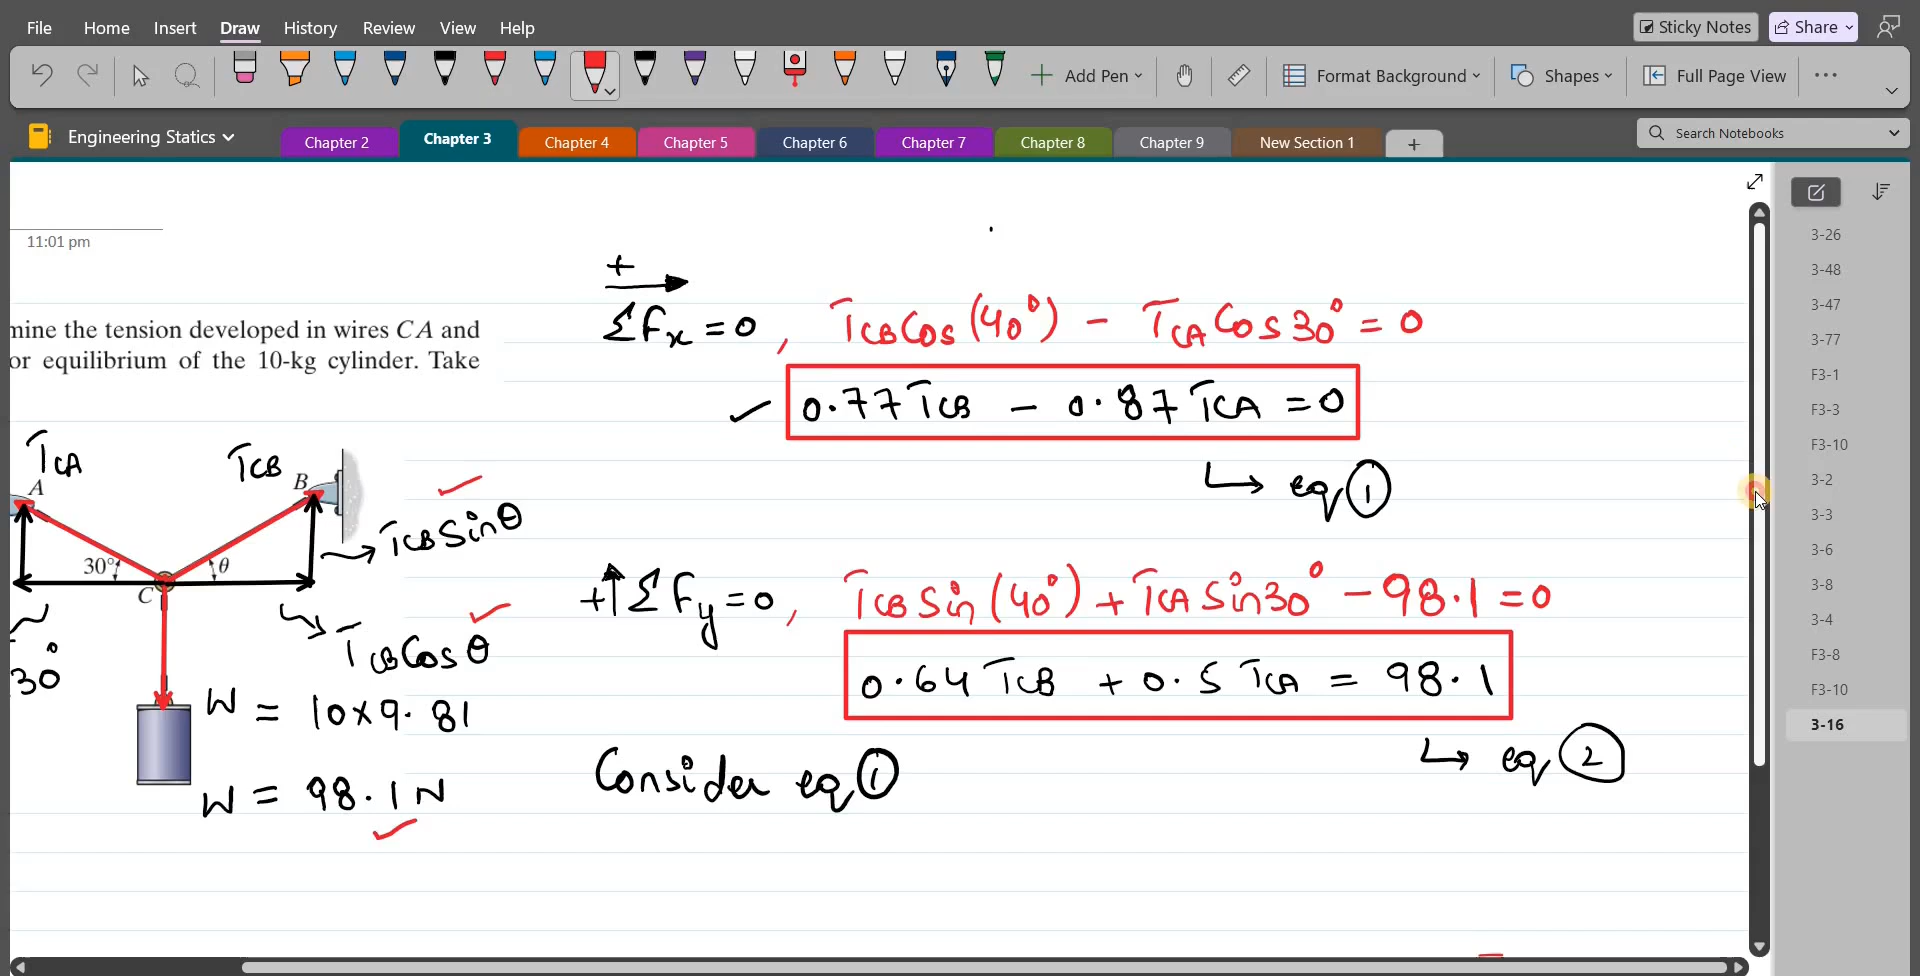 File Home Insert Draw History Review View Help
Sticky Notes Share
Add Pen Format Background Shapes Full Page View
Engineering Statics Chapter 2 Chapter 3 Chapter 4 Chapter 5 Chapter 6 Chapter 7 Chapter 8 Chapter 9 New Section 1 +
Search Notebooks
11:01 pm
mine the tension developed in wires CA and
or equilibrium of the 10-kg cylinder. Take
TCA
TCB
A
B
30°
θ
C
TCB Sinθ
TCB Cosθ
30°
W = 10×9.81
W = 98.1 N
+
ΣFx = 0, TCB Cos(40°) - TCA Cos30° = 0
0.77 TCB - 0.87 TCA = 0
eq 1
+ ΣFy = 0, TCB Sin(40°) + TCA Sin30° - 98.1 = 0
0.64 TCB + 0.5 TCA = 98.1
eq 2
Consider eq 1
3-26
3-48
3-47
3-77
F3-1
F3-3
F3-10
3-2
3-3
3-6
3-8
3-4
F3-8
F3-10
3-16